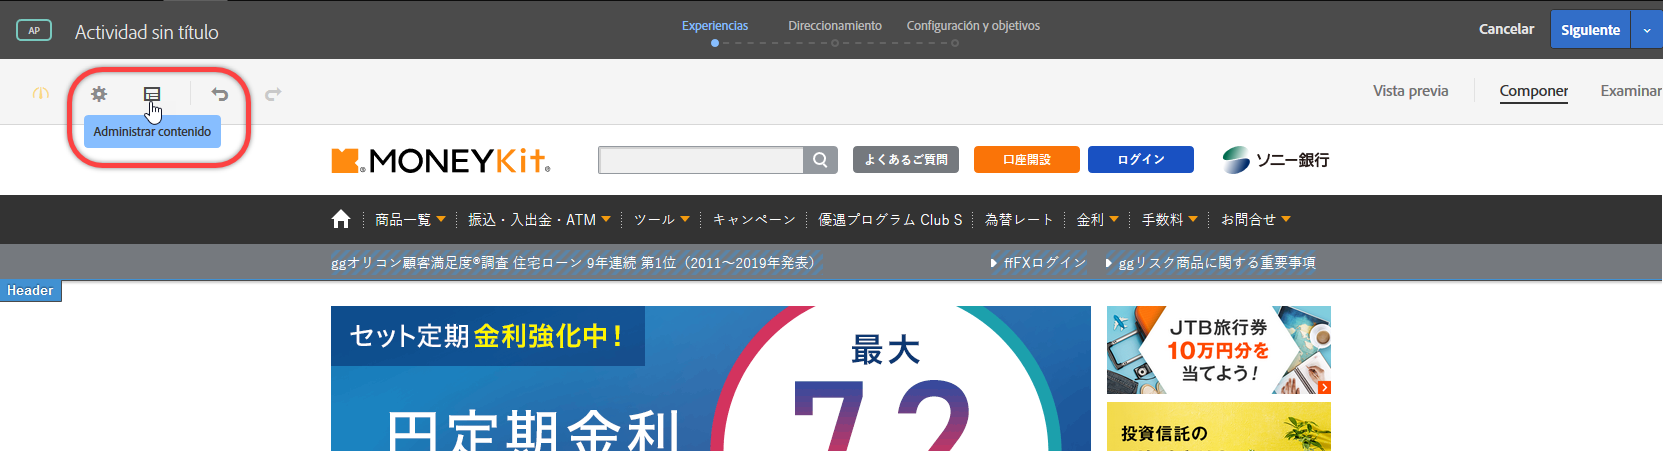 AP
Actividad sin título
Experiencias
Direccionamiento
Configuración y objetivos
Cancelar
Siguiente
Administrar contenido
Vista previa
Componer
Examinar
MONEYKit
よくあるご質問
口座開設
ログイン
ソニー銀行
商品一覧
振込・入出金・ATM
ツール
キャンペーン
優遇プログラム Club S
為替レート
金利
手数料
お問合せ
ggオリコン顧客満足度®調査 住宅ローン 9年連続 第1位（2011～2019年発表）
ffFXログイン
ggリスク商品に関する重要事項
Header
セット定期 金利強化中！
最大
7.2
円定期金利
JTB旅行券
10万円分を
当てよう！
投資信託の